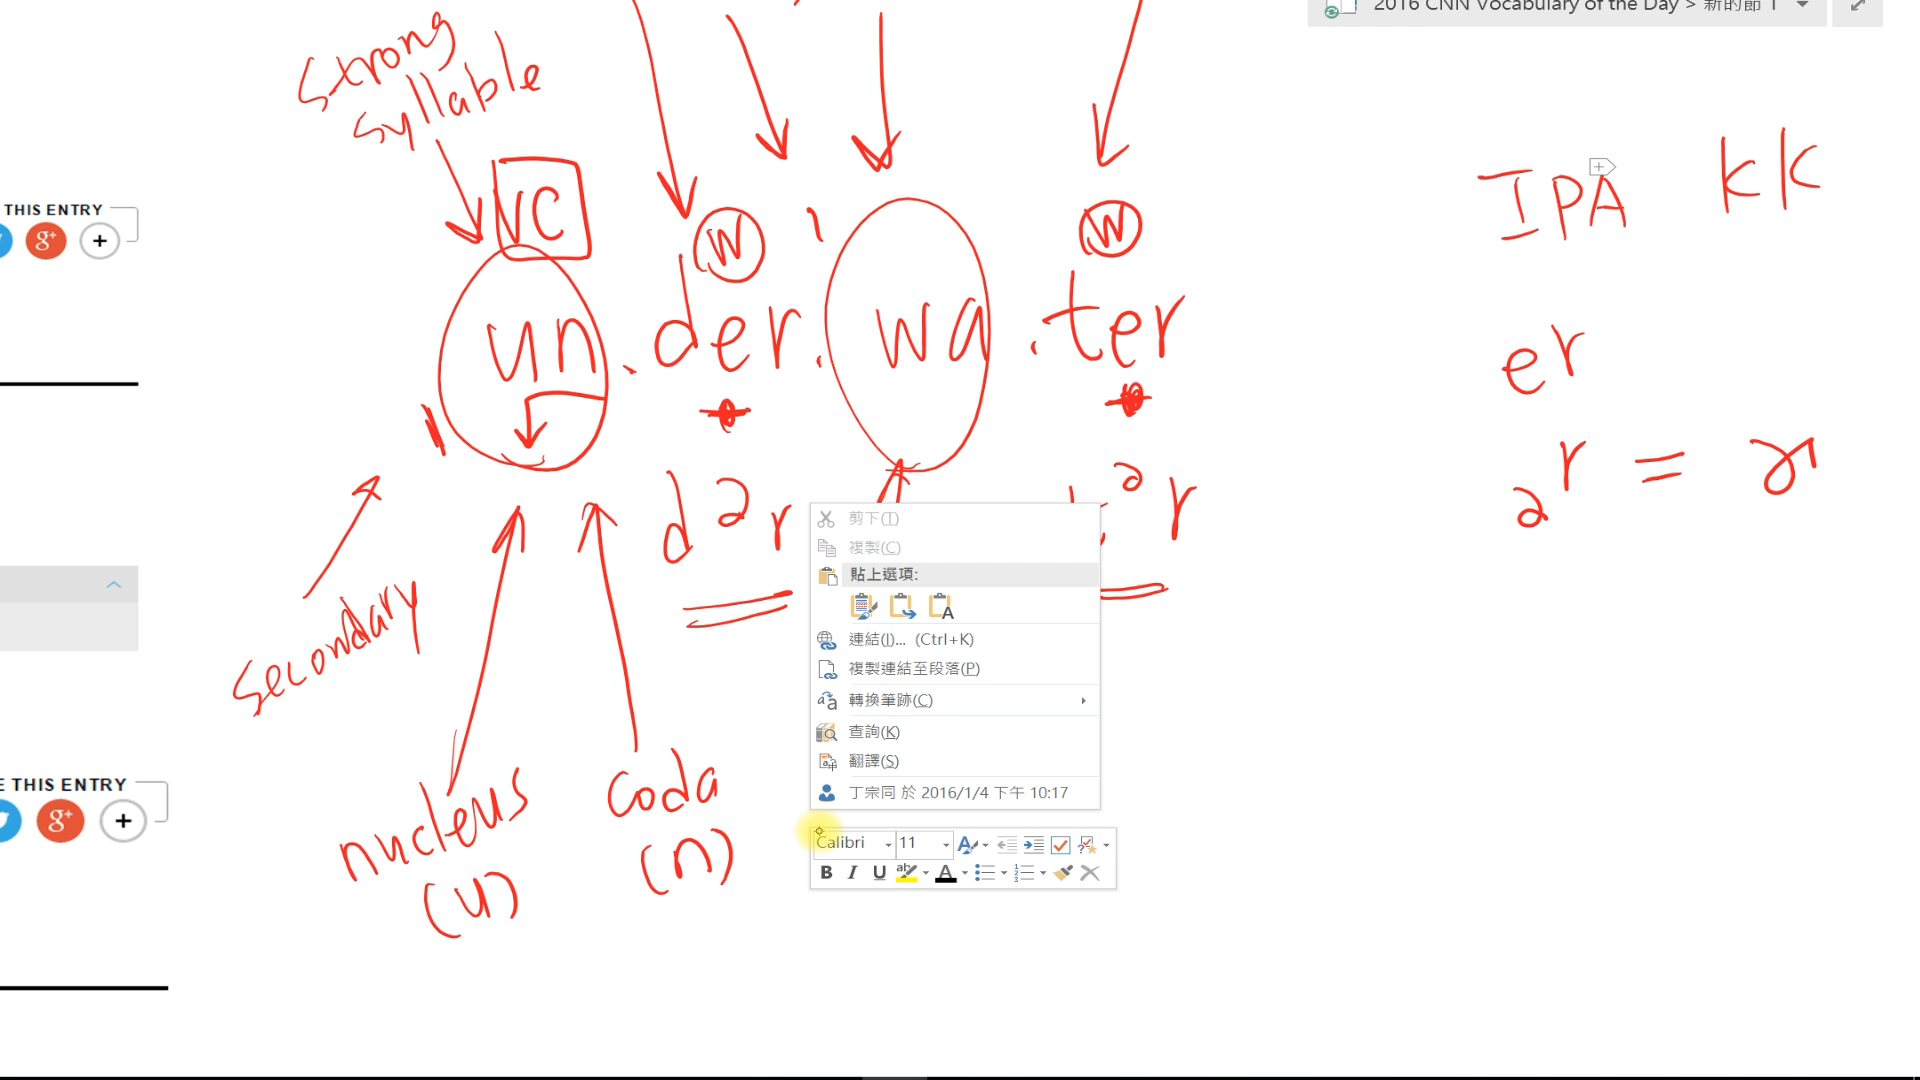 2016 CNN Vocabulary of the Day > 新的節 1
Strong
syllable
IPA KK
THIS ENTRY
g+
VC
W
W
un.der.wa.ter
er
ər = ɚ
dər
ər
剪下(T)
複製(C)
貼上選項:
連結(I)... (Ctrl+K)
複製連結至段落(P)
轉換筆跡(C)
查詢(K)
翻譯(S)
丁宗同 於 2016/1/4 下午 10:17
Secondary
E THIS ENTRY
g+
nucleus
(u)
Coda
(n)
Calibri 11
B I U